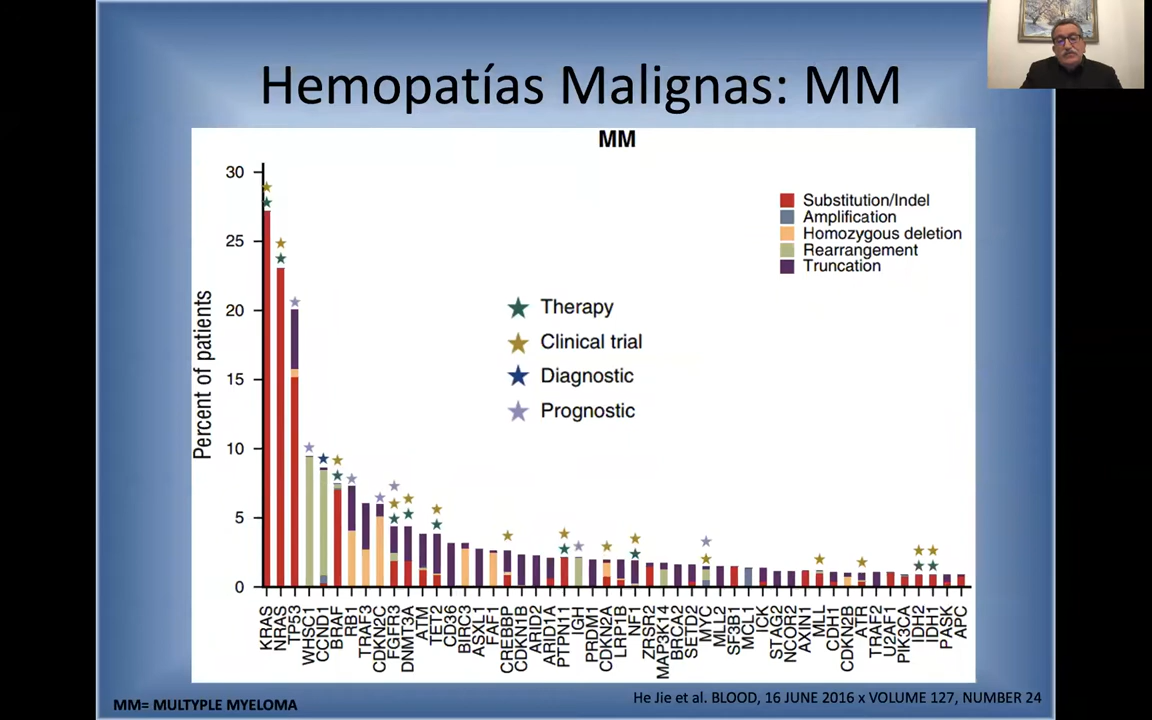 Hemopatías Malignas: MM
MM
30
25
20
15
10
5
0
Percent of patients
Substitution/Indel
Amplification
Homozygous deletion
Rearrangement
Truncation
Therapy
Clinical trial
Diagnostic
Prognostic
KRAS
NRAS
TP53
WHSC1
CCND1
BRAF
RB1
TRAF3
CDKN2C
FGFR3
DNMT3A
ATM
TET2
CD36
BIRC3
ASXL1
FAF1
CREBBP
CDKN1B
ARID2
ARID1A
PTPN11
IGH
PRDM1
CDKN2A
LRP1B
NF1
ZRSR2
MAP3K14
BRCA2
SETD2
MYC
MLL2
SF3B1
MCL1
ICK
STAG2
NCOR2
AXIN1
MLL
CDH1
CDKN2B
ATR
TRAF2
U2AF1
PIK3CA
IDH2
IDH1
PASK
APC
MM= MULTYPLE MYELOMA
He Jie et al. BLOOD, 16 JUNE 2016 x VOLUME 127, NUMBER 24